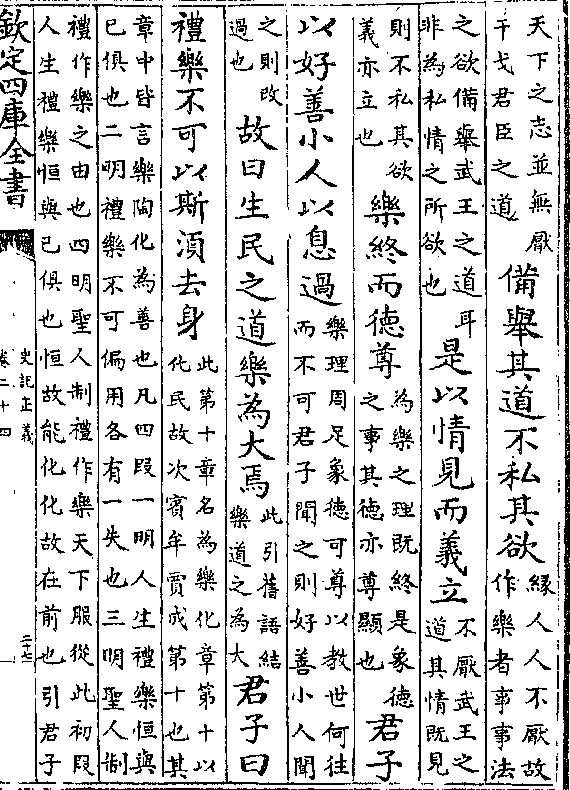 天下之志並無厭
干戈君臣之道
備舉其道不私其欲
緣人人不厭故
作樂者事事法
之欲備舉武王之道耳
非為私情之所欲也
是以情見而義立
不厭武王之
道其情既見
則不私其欲
義亦立也
樂終而德尊
為樂之理既終是象德
之事其德亦尊顯也
君子
以好善小人以息過
樂理周足象德可尊以教世何往
而不可君子聞之則好善小人聞
之則改
過也
故曰生民之道樂為大焉
此引舊語結
樂道之為大
君子曰
禮樂不可以斯須去身
此第十章名為樂化章第十以
化民故次賓牟賈成第十也其
章中皆言樂陶化為善也凡四段一明人生禮樂恒與
已俱也二明禮樂不可偏用各有一失也三明聖人制
禮作樂之由也四明聖人制禮作樂天下服從此初段
人生禮樂恒與已俱也恒故能化化故在前也引君子
欽定四庫全書
史記正義
卷二十四
二十七